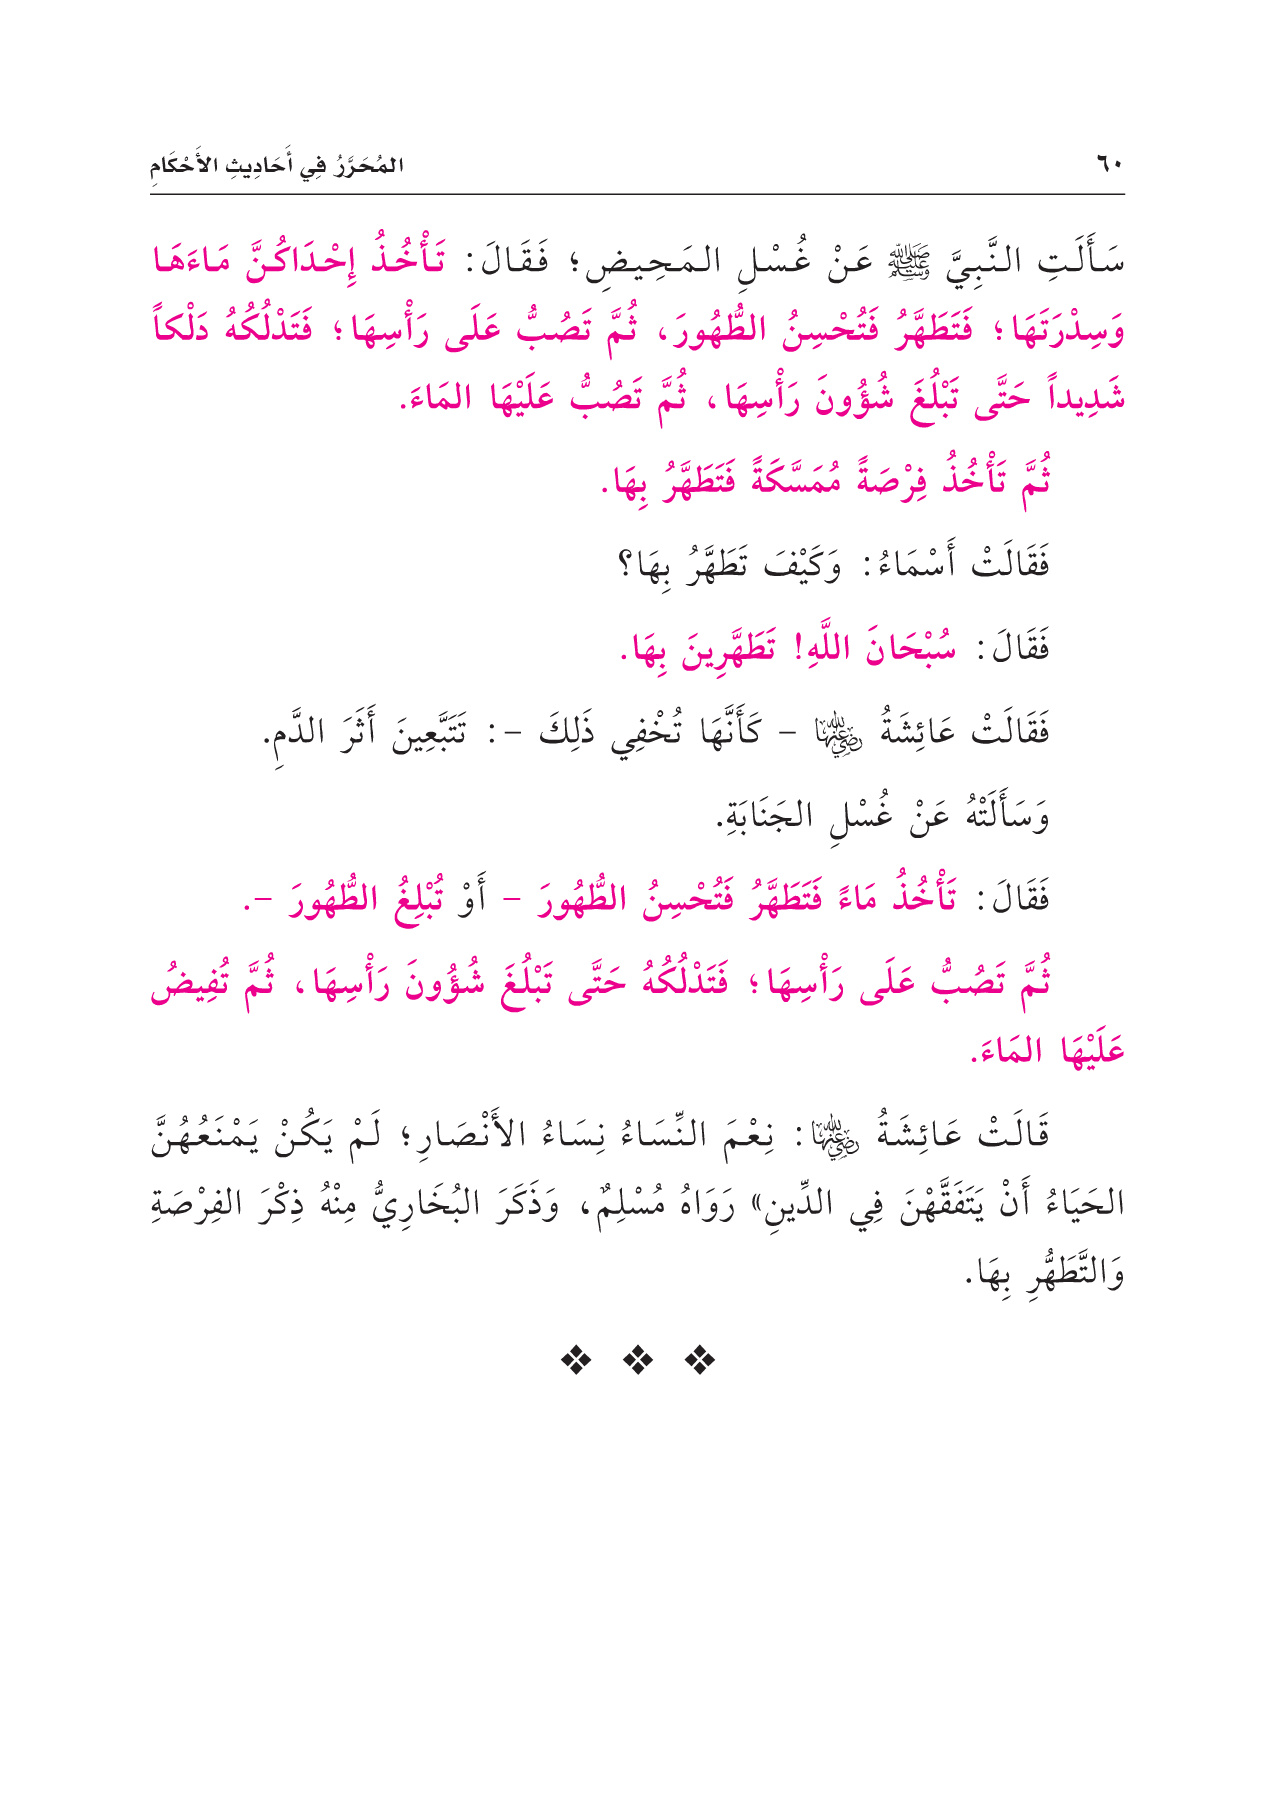 ٦٠
المُحَرَّرُ فِي أَحَادِيثِ الأَحْكَامِ
سَأَلَتِ النَّبِيَّ ﷺ عَنْ غُسْلِ المَحِيضِ؛ فَقَالَ: تَأْخُذُ إِحْدَاكُنَّ مَاءَهَا
وَسِدْرَتَهَا؛ فَتَطَهَّرُ فَتُحْسِنُ الطُّهُورَ، ثُمَّ تَصُبُّ عَلَى رَأْسِهَا؛ فَتَدْلُكُهُ دَلْكاً
شَدِيداً حَتَّى تَبْلُغَ شُؤُونَ رَأْسِهَا، ثُمَّ تَصُبُّ عَلَيْهَا المَاءَ.
ثُمَّ تَأْخُذُ فِرْصَةً مُمَسَّكَةً فَتَطَهَّرُ بِهَا.
فَقَالَتْ أَسْمَاءُ: وَكَيْفَ تَطَهَّرُ بِهَا؟
فَقَالَ: سُبْحَانَ اللَّهِ! تَطَهَّرِينَ بِهَا.
فَقَالَتْ عَائِشَةُ رضي الله عنها – كَأَنَّهَا تُخْفِي ذَلِكَ –: تَتَبَّعِينَ أَثَرَ الدَّمِ.
وَسَأَلَتْهُ عَنْ غُسْلِ الجَنَابَةِ.
فَقَالَ: تَأْخُذُ مَاءً فَتَطَهَّرُ فَتُحْسِنُ الطُّهُورَ – أَوْ تُبْلِغُ الطُّهُورَ –.
ثُمَّ تَصُبُّ عَلَى رَأْسِهَا؛ فَتَدْلُكُهُ حَتَّى تَبْلُغَ شُؤُونَ رَأْسِهَا، ثُمَّ تُفِيضُ
عَلَيْهَا المَاءَ.
قَالَتْ عَائِشَةُ رضي الله عنها: نِعْمَ النِّسَاءُ نِسَاءُ الأَنْصَارِ؛ لَمْ يَكُنْ يَمْنَعُهُنَّ
الحَيَاءُ أَنْ يَتَفَقَّهْنَ فِي الدِّينِ» رَوَاهُ مُسْلِمٌ، وَذَكَرَ البُخَارِيُّ مِنْهُ ذِكْرَ الفِرْصَةِ
وَالتَّطَهُّرِ بِهَا.